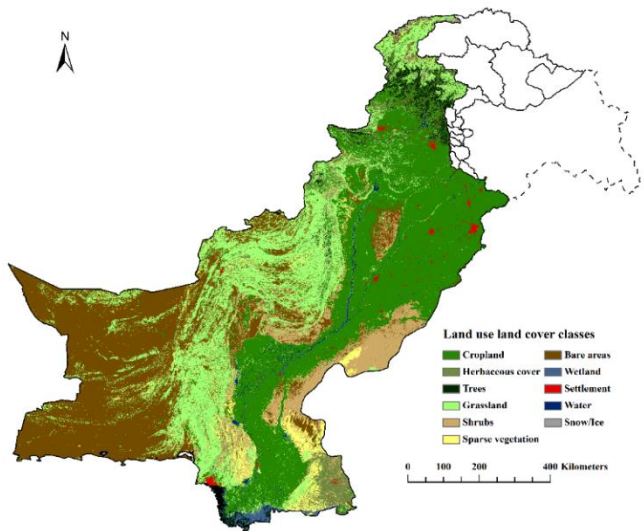 N
Land use land cover classes
Cropland
Bare areas
Herbaceous cover
Wetland
Trees
Settlement
Grassland
Water
Shrubs
Snow/Ice
Sparse vegetation
0 100 200 400 Kilometers